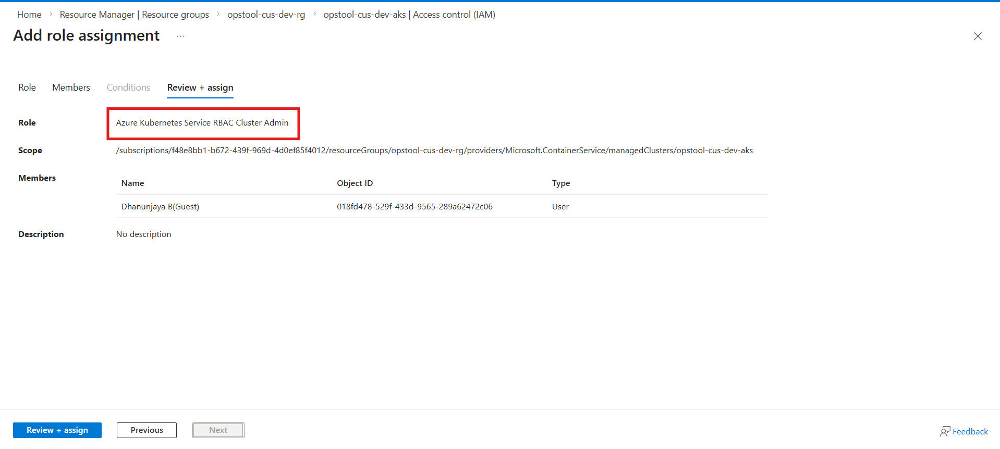 Home > Resource Manager | Resource groups > opstool-cus-dev-rg > opstool-cus-dev-aks | Access control (IAM)
Add role assignment ...
Role Members Conditions Review + assign
Role Azure Kubernetes Service RBAC Cluster Admin
Scope /subscriptions/f48e8bb1-b672-439f-969d-4d0ef85f4012/resourceGroups/opstool-cus-dev-rg/providers/Microsoft.ContainerService/managedClusters/opstool-cus-dev-aks
Members
Name Object ID Type
Dhanunjaya B(Guest) 018fd478-529f-433d-9565-289a62472c06 User
Description No description
Review + assign Previous Next Feedback